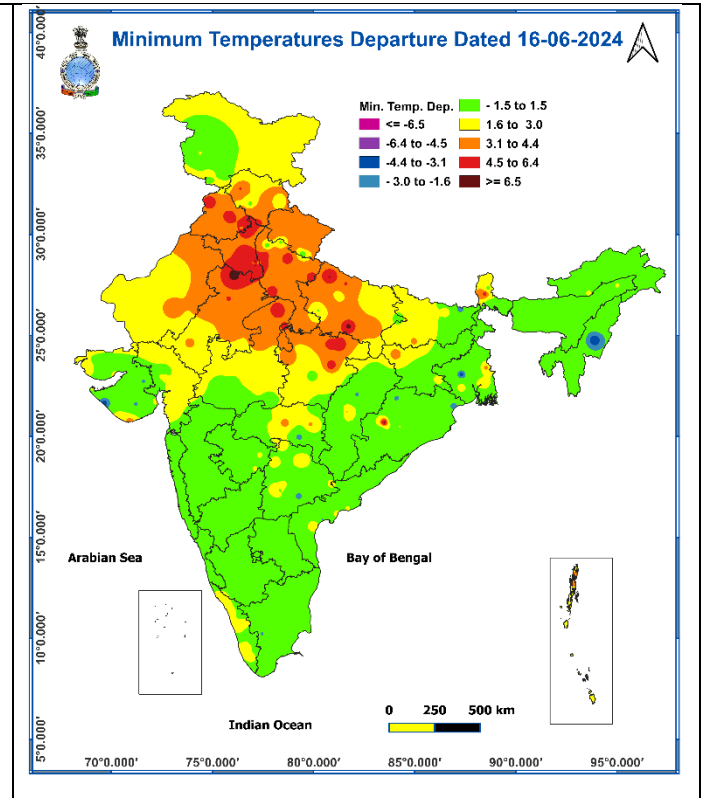 Minimum Temperatures Departure Dated 16-06-2024
Min. Temp. Dep.
<= -6.5
-6.4 to -4.5
-4.4 to -3.1
- 3.0 to -1.6
- 1.5 to 1.5
1.6 to 3.0
3.1 to 4.4
4.5 to 6.4
>= 6.5
40°0.000'
35°0.000'
30°0.000'
25°0.000'
20°0.000'
15°0.000'
10°0.000'
5°0.000'
Arabian Sea
Bay of Bengal
Indian Ocean
0 250 500 km
70°0.000' 75°0.000' 80°0.000' 85°0.000' 90°0.000' 95°0.000'